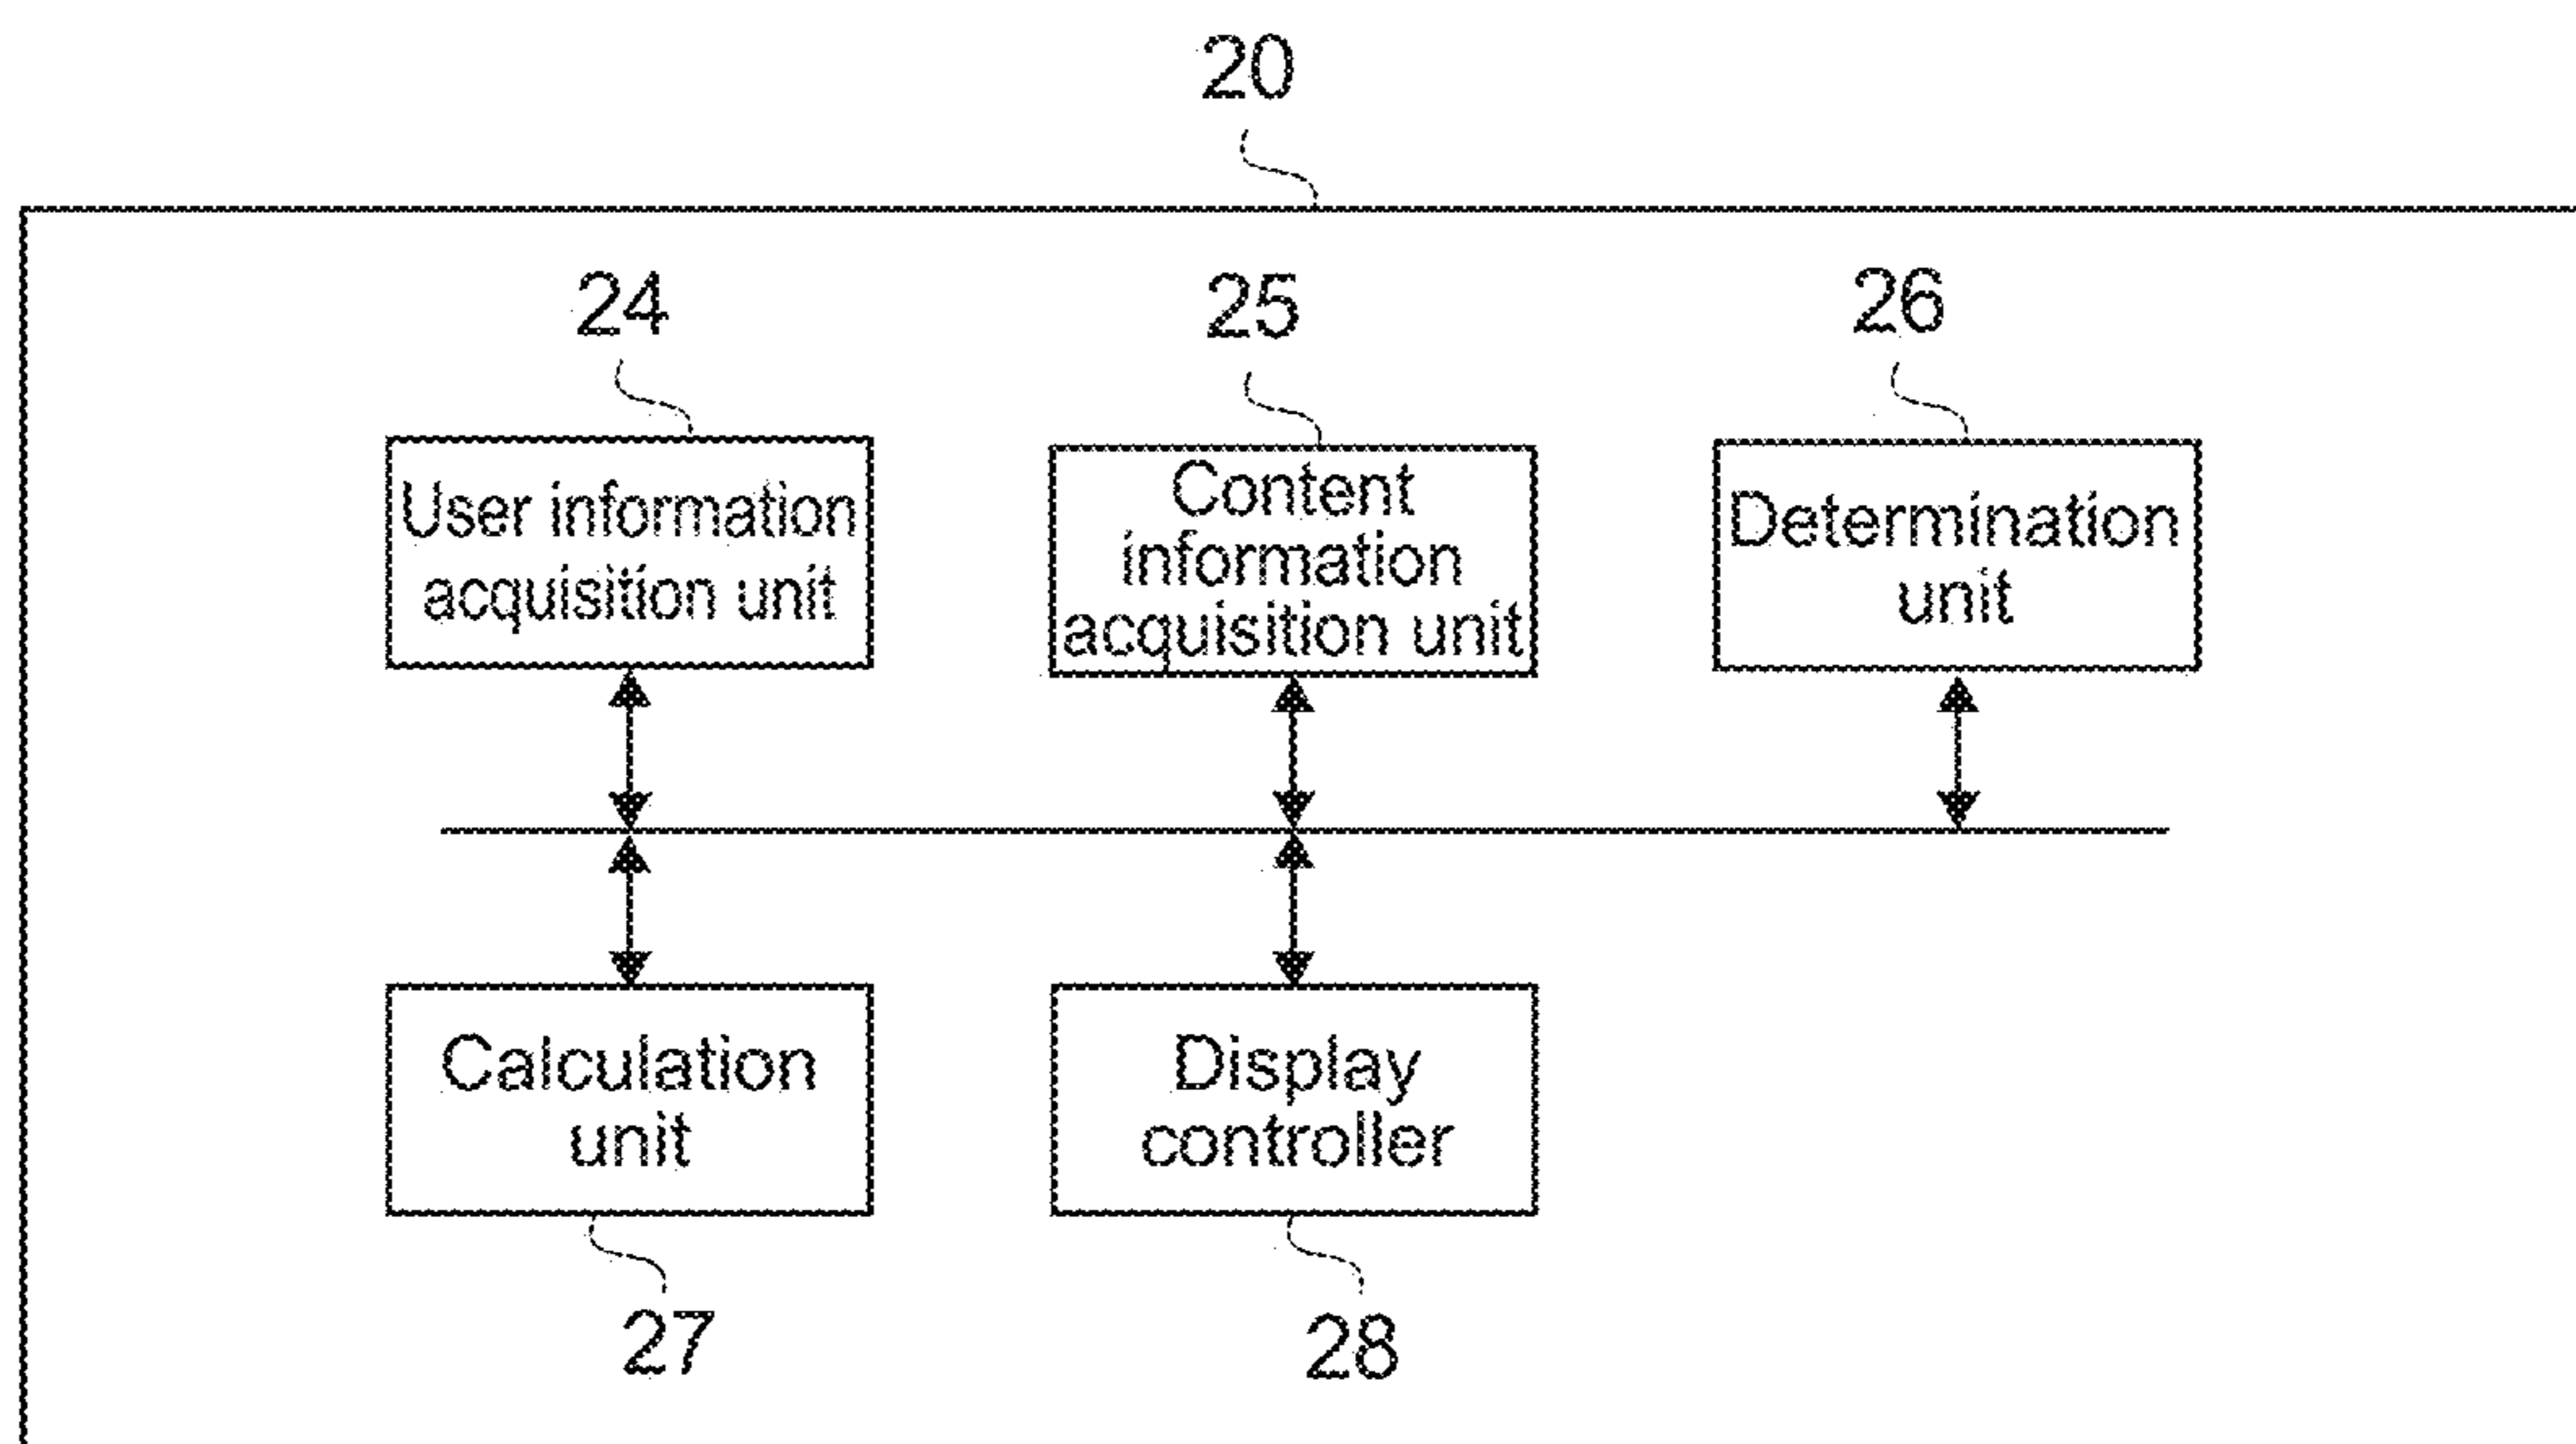 20
24
25
26
User information
acquisition unit
Content
information
acquisition unit
Determination
unit
Calculation
unit
Display
controller
27
28